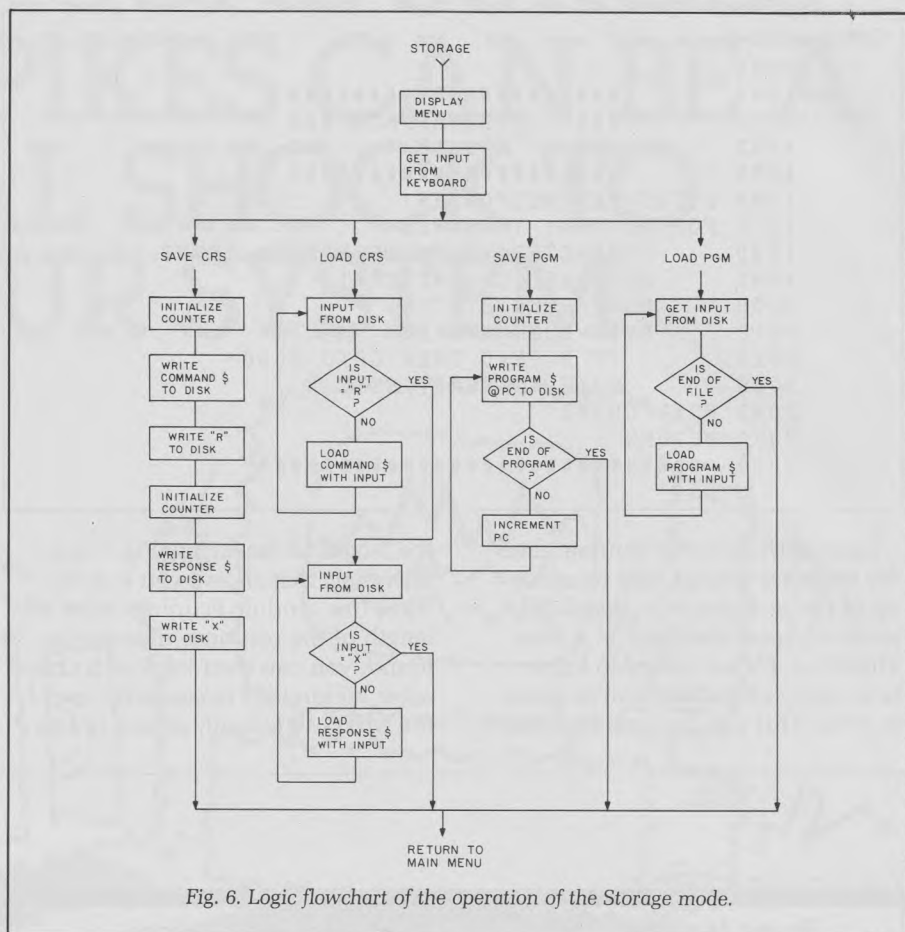 STORAGE
DISPLAY
MENU
GET INPUT
FROM
KEYBOARD
SAVE CRS
INITIALIZE
COUNTER
WRITE
COMMAND $
TO DISK
WRITE "R"
TO DISK
INITIALIZE
COUNTER
WRITE
RESPONSE $
TO DISK
WRITE "X"
TO DISK
LOAD CRS
INPUT
FROM DISK
IS
INPUT
="R"
?
YES
NO
LOAD
COMMAND $
WITH INPUT
INPUT
FROM DISK
IS
INPUT
="X"
?
YES
NO
LOAD
RESPONSE $
WITH INPUT
SAVE PGM
INITIALIZE
COUNTER
WRITE
PROGRAM $
@PC TO DISK
IS
END OF
PROGRAM
?
YES
NO
INCREMENT
PC
LOAD PGM
GET INPUT
FROM DISK
IS
END OF
FILE
?
YES
NO
LOAD
PROGRAM $
WITH INPUT
RETURN TO
MAIN MENU
Fig. 6. Logic flowchart of the operation of the Storage mode.